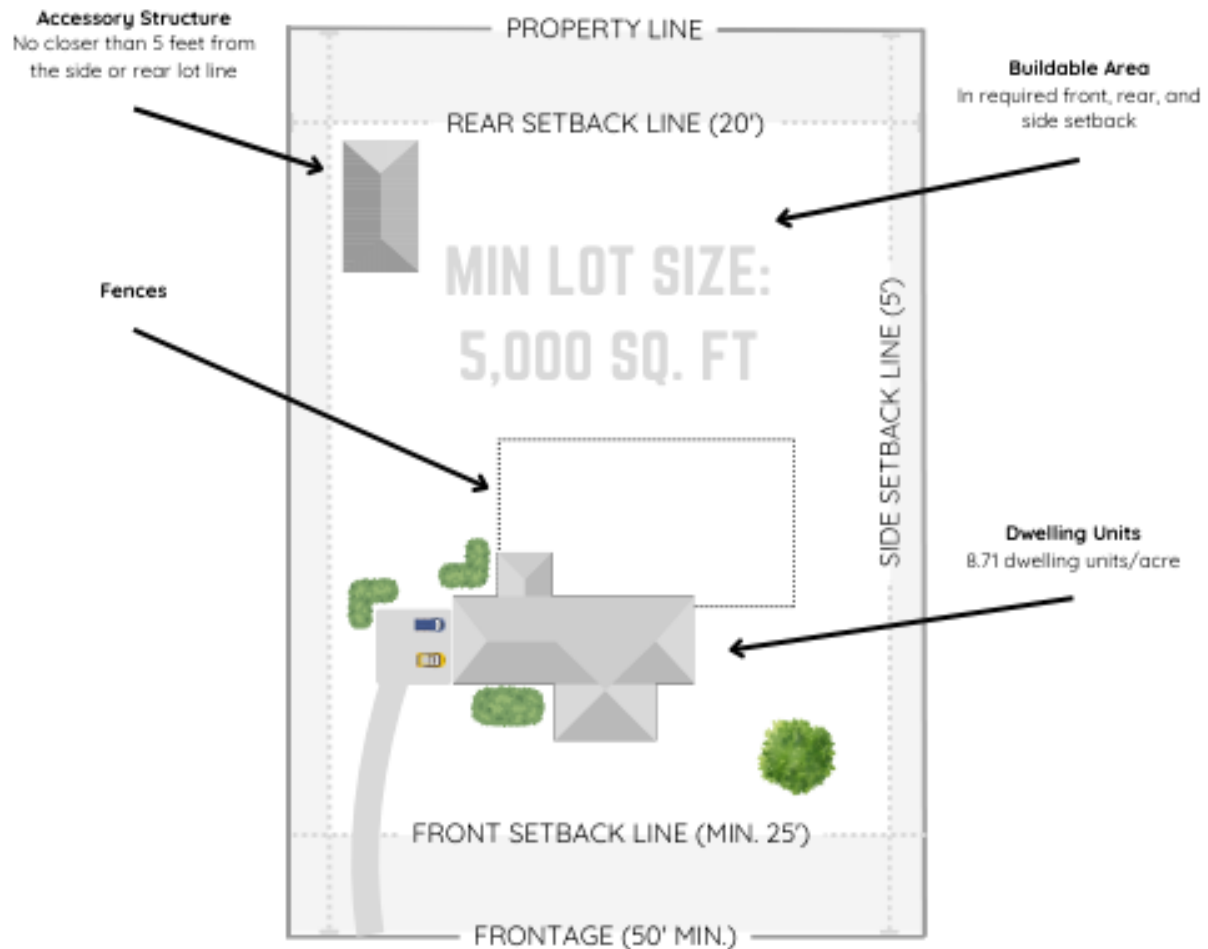 Accessory Structure
No closer than 5 feet from
the side or rear lot line
PROPERTY LINE
Buildable Area
In required front, rear, and
side setback
REAR SETBACK LINE (20')
MIN LOT SIZE:
5,000 SQ. FT
Fences
SIDE SETBACK LINE (5')
Dwelling Units
8.71 dwelling units/acre
FRONT SETBACK LINE (MIN. 25')
FRONTAGE (50' MIN.)